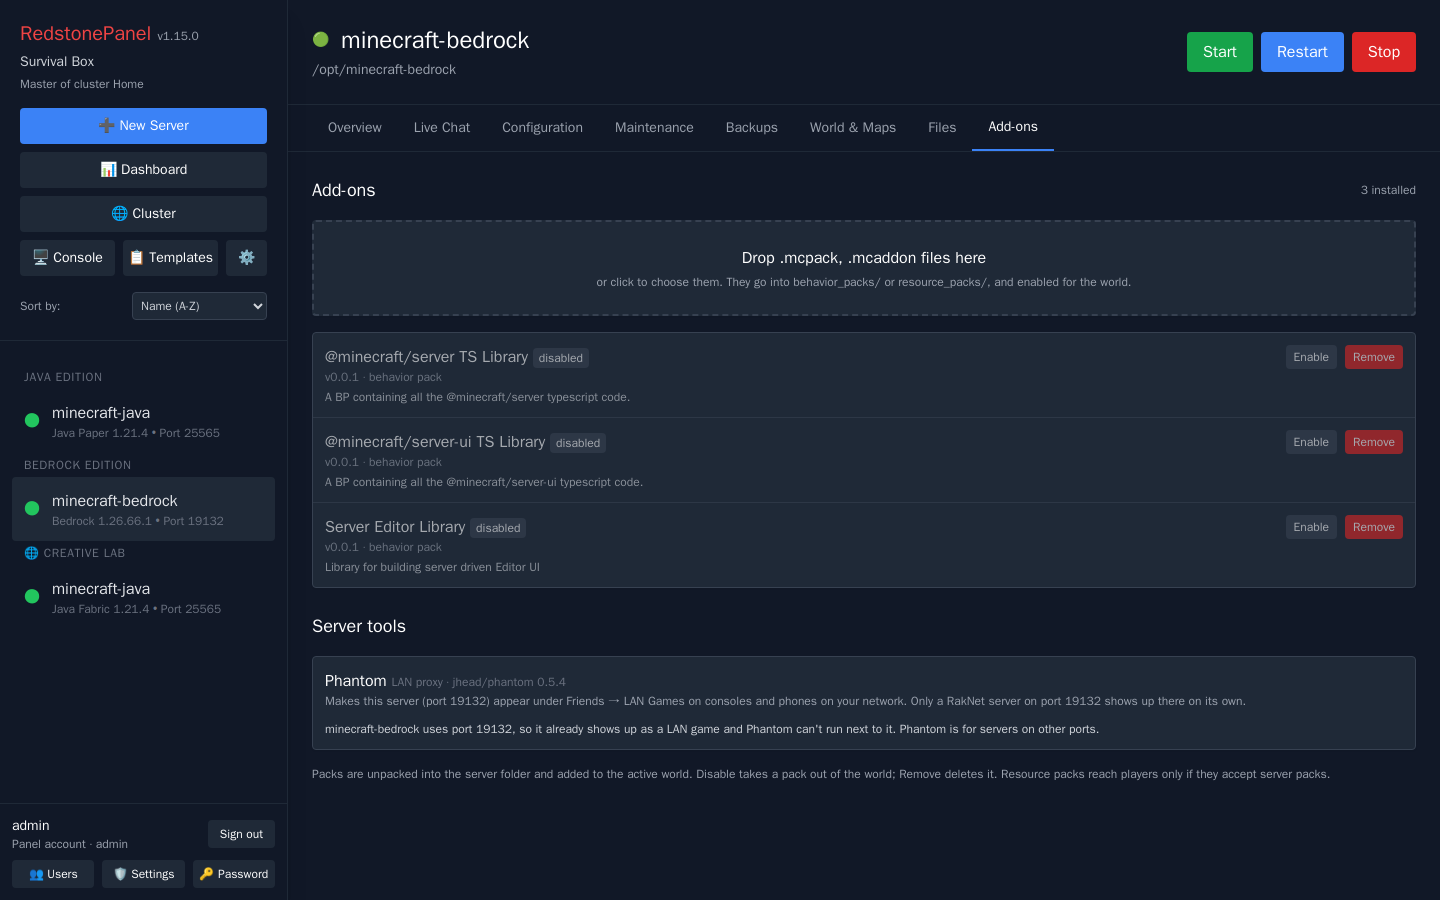 RedstonePanel v1.15.0
Survival Box
Master of cluster Home
➕ New Server
📊 Dashboard
🌐 Cluster
🖥️ Console
📋 Templates
⚙️
Sort by:
Name (A-Z)
JAVA EDITION
minecraft-java
Java Paper 1.21.4 • Port 25565
BEDROCK EDITION
minecraft-bedrock
Bedrock 1.26.66.1 • Port 19132
🌐 CREATIVE LAB
minecraft-java
Java Fabric 1.21.4 • Port 25565
admin
Panel account · admin
Sign out
👥 Users
🛡️ Settings
🔑 Password
minecraft-bedrock
/opt/minecraft-bedrock
Start
Restart
Stop
Overview
Live Chat
Configuration
Maintenance
Backups
World & Maps
Files
Add-ons
Add-ons
3 installed
Drop .mcpack, .mcaddon files here
or click to choose them. They go into behavior_packs/ or resource_packs/, and enabled for the world.
@minecraft/server TS Library disabled
Enable
Remove
v0.0.1 · behavior pack
A BP containing all the @minecraft/server typescript code.
@minecraft/server-ui TS Library disabled
Enable
Remove
v0.0.1 · behavior pack
A BP containing all the @minecraft/server-ui typescript code.
Server Editor Library disabled
Enable
Remove
v0.0.1 · behavior pack
Library for building server driven Editor UI
Server tools
Phantom LAN proxy · jhead/phantom 0.5.4
Makes this server (port 19132) appear under Friends → LAN Games on consoles and phones on your network. Only a RakNet server on port 19132 shows up there on its own.
minecraft-bedrock uses port 19132, so it already shows up as a LAN game and Phantom can't run next to it. Phantom is for servers on other ports.
Packs are unpacked into the server folder and added to the active world. Disable takes a pack out of the world; Remove deletes it. Resource packs reach players only if they accept server packs.